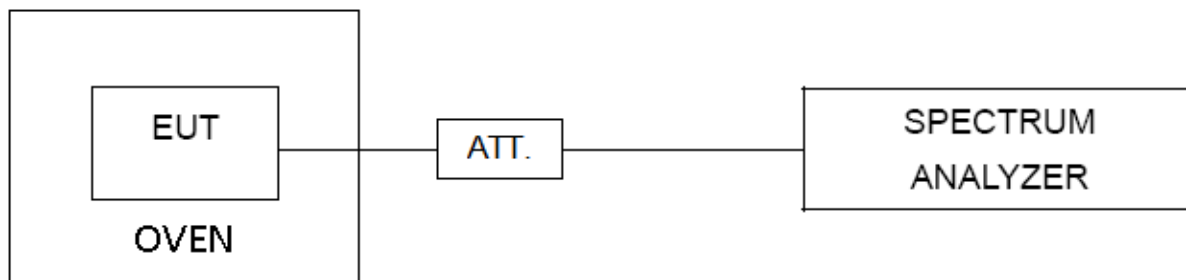 EUT
OVEN
ATT.
SPECTRUM
ANALYZER